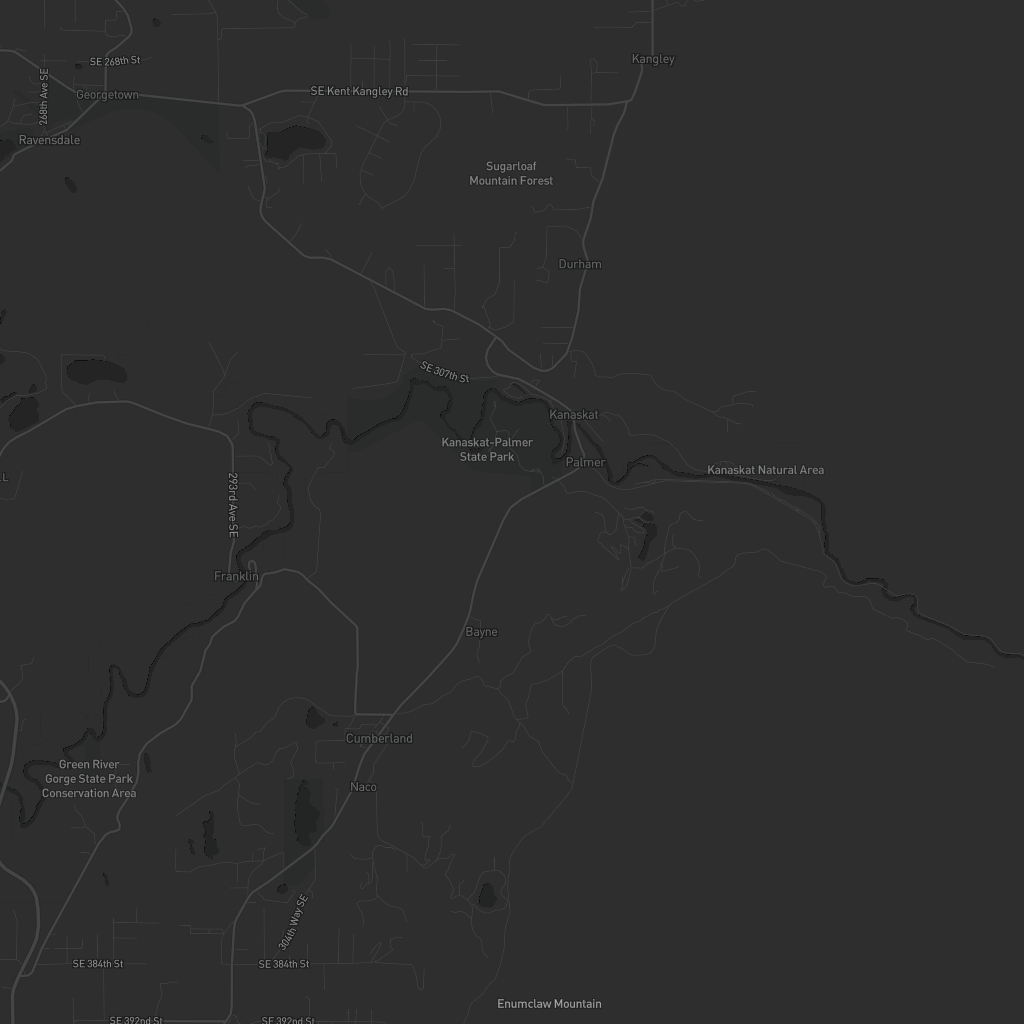 Kangley
SE 268th St
268th Ave SE
Georgetown
SE Kent Kangley Rd
Ravensdale
Sugarloaf
Mountain Forest
Durham
SE 307th St
Kanaskat
Kanaskat-Palmer
State Park
Palmer
Kanaskat Natural Area
293rd Ave SE
Franklin
Bayne
Cumberland
Green River
Gorge State Park
Conservation Area
Naco
304th Way SE
SE 384th St
SE 384th St
Enumclaw Mountain
SE 392nd St
SE 392nd St